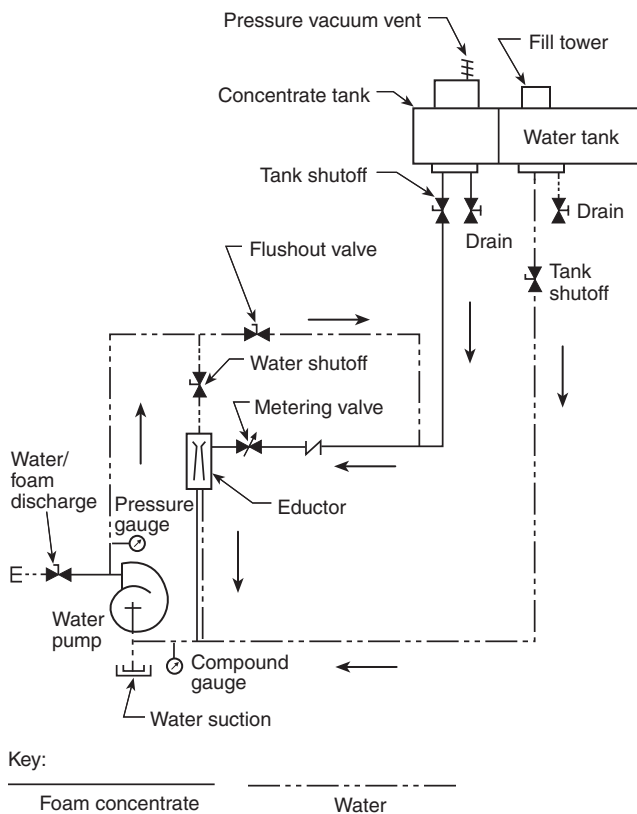 Pressure vacuum vent
Fill tower
Concentrate tank
Water tank
Tank shutoff
Drain
Drain
Flushout valve
Tank
shutoff
Water shutoff
Metering valve
Water/
foam
discharge
Pressure
gauge
Eductor
Water
pump
Compound
gauge
Water suction
Key:
Foam concentrate
Water